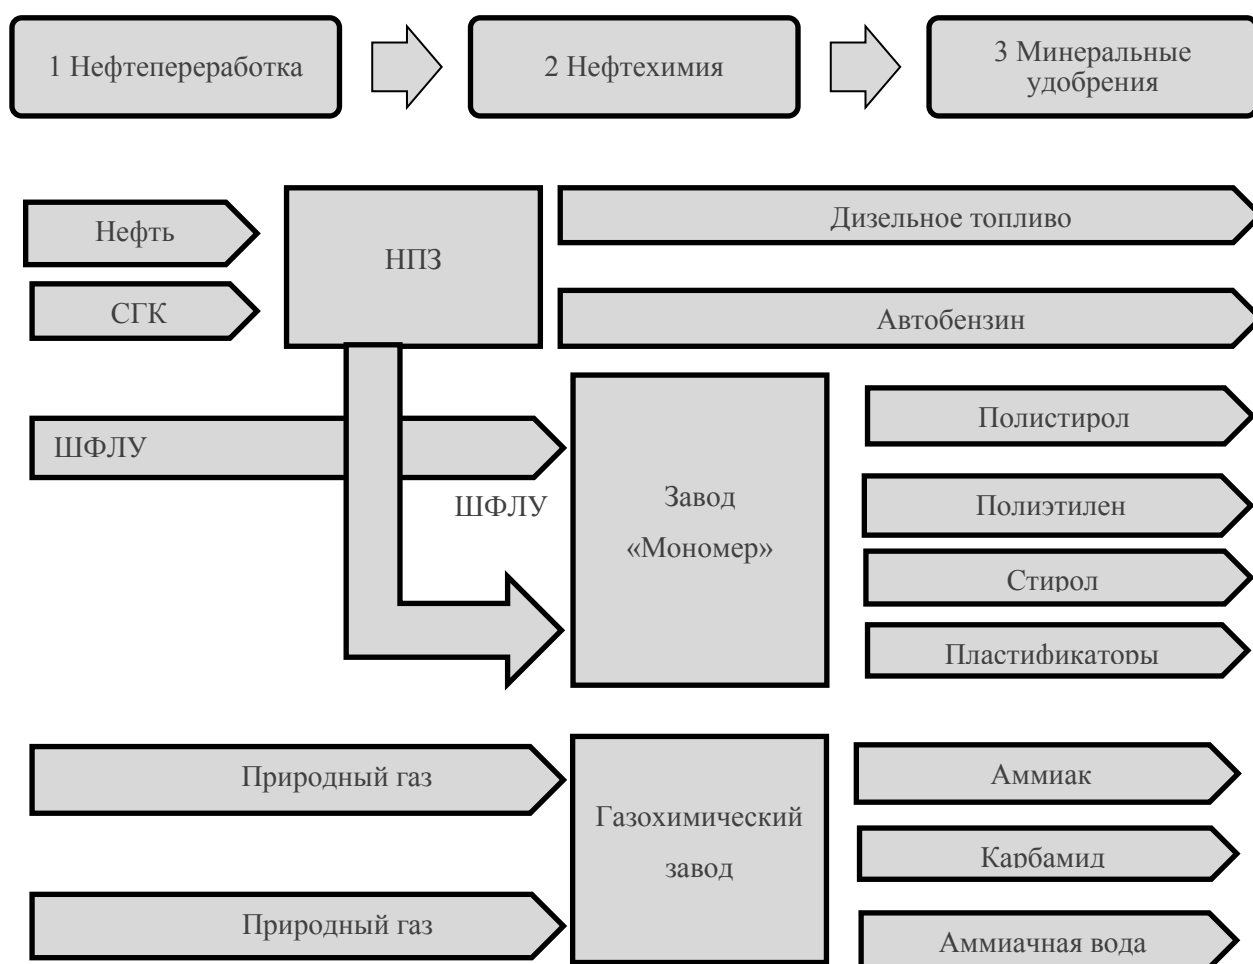 1 Нефтепереработка
2 Нефтехимия
3 Минеральные
удобрения
Нефть
СГК
НПЗ
Дизельное топливо
Автобензин
ШФЛУ
ШФЛУ
Завод
«Мономер»
Полистирол
Полиэтилен
Стирол
Пластификаторы
Природный газ
Природный газ
Газохимический
завод
Аммиак
Карбамид
Аммиачная вода